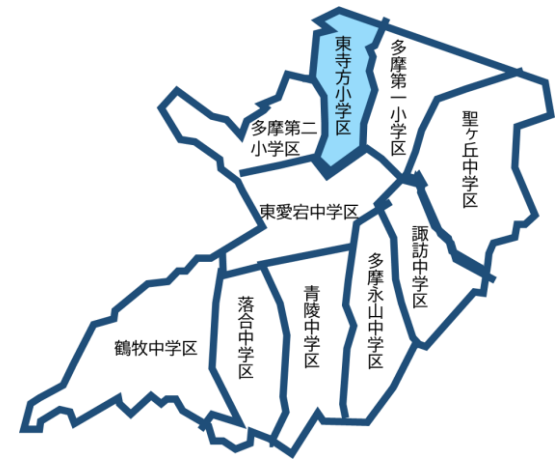 東寺方小学区
多摩第一小学区
多摩第二
小学区
聖ヶ丘中学区
東愛宕中学区
諏訪中学区
多摩永山中学区
青陵中学区
落合中学区
鶴牧中学区